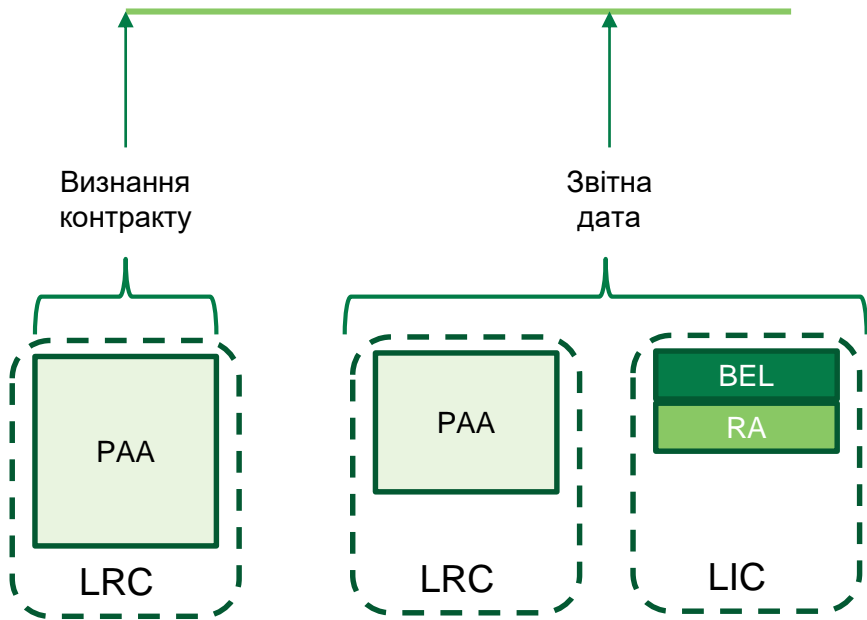 Визнання
контракту
Звітна
дата
PAA
LRC
PAA
LRC
BEL
RA
LIC